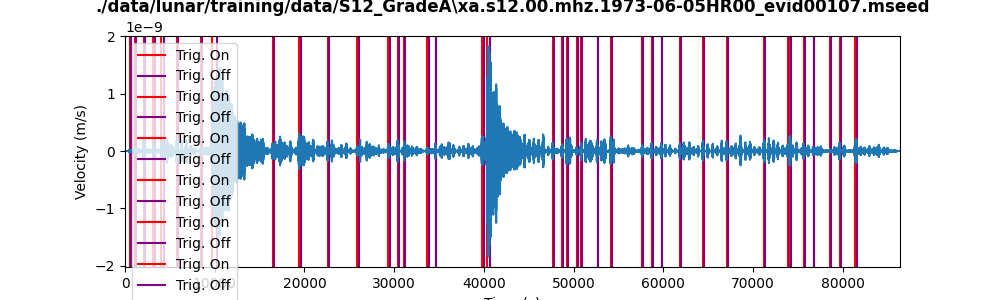 ./data/lunar/training/data/S12_GradeA\xa.s12.00.mhz.1973-06-05HR00_evid00107.mseed
1e−9
2
1
0
−1
−2
Velocity (m/s)
Trig. On
Trig. Off
Trig. On
Trig. Off
Trig. On
Trig. Off
Trig. On
Trig. Off
Trig. On
Trig. Off
Trig. On
Trig. Off
0 10000 20000 30000 40000 50000 60000 70000 80000